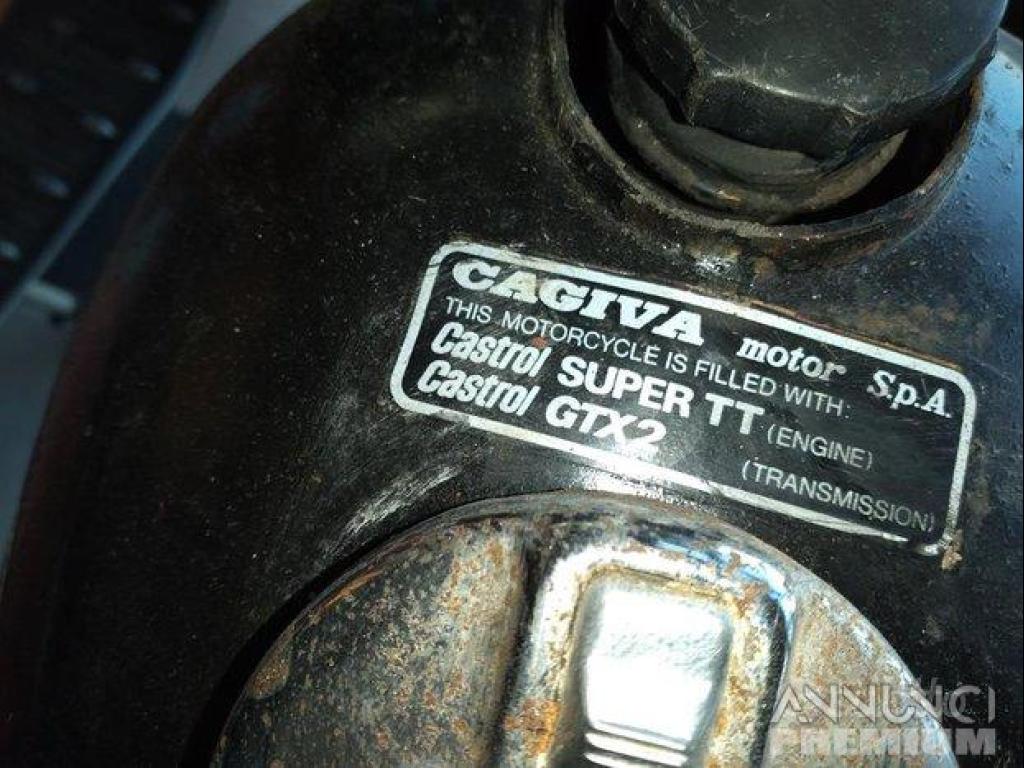 CAGIVA motor S.p.A.
THIS MOTORCYCLE IS FILLED WITH:
Castrol SUPER TT (ENGINE)
Castrol GTX2 (TRANSMISSION)
ANNUNCI
PREMIUM